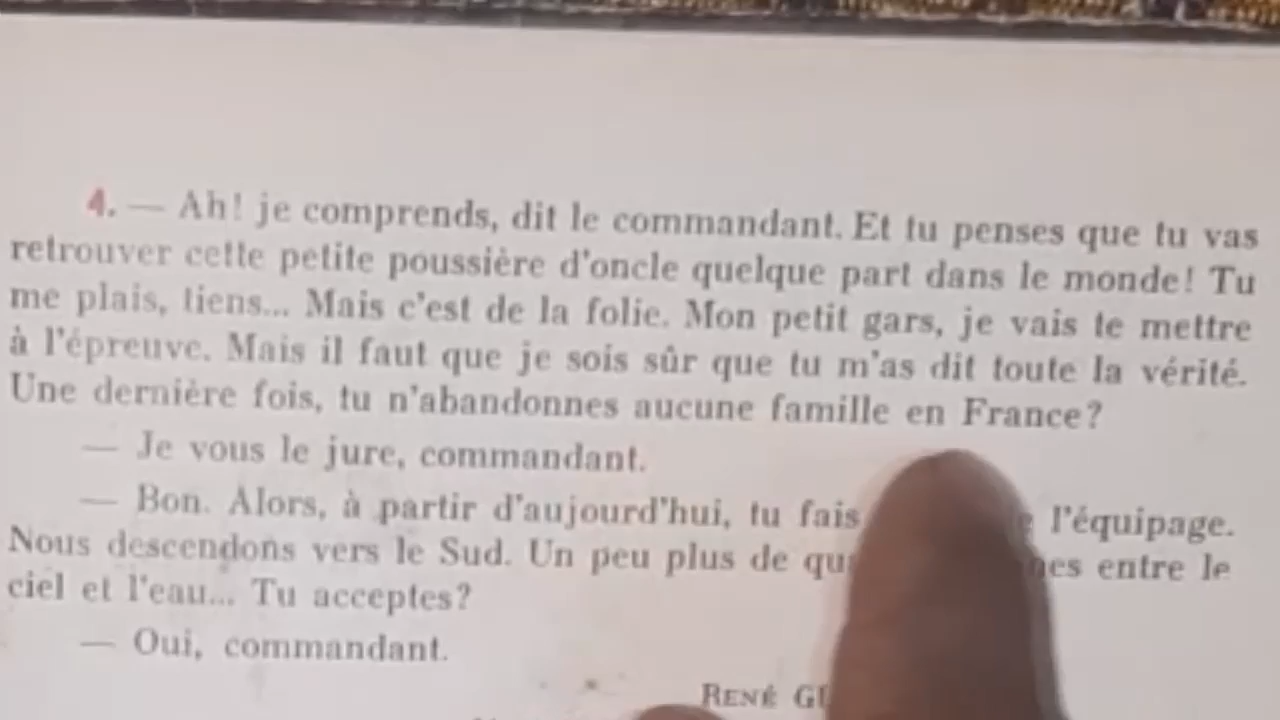 4. — Ah! je comprends, dit le commandant. Et tu penses que tu vas
retrouver cette petite poussière d'oncle quelque part dans le monde! Tu
me plais, tiens... Mais c'est de la folie. Mon petit gars, je vais te mettre
à l'épreuve. Mais il faut que je sois sûr que tu m'as dit toute la vérité.
Une dernière fois, tu n'abandonnes aucune famille en France?
— Je vous le jure, commandant.
— Bon. Alors, à partir d'aujourd'hui, tu fais l'équipage.
Nous descendons vers le Sud. Un peu plus de entre le
ciel et l'eau... Tu acceptes?
— Oui, commandant.
RENÉ